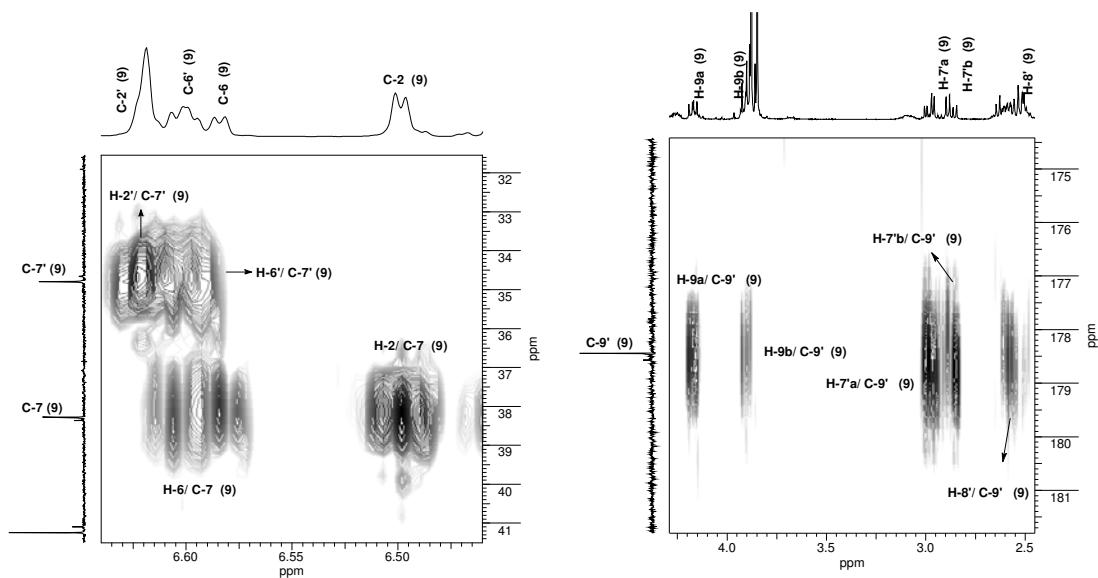 C-2' (9)
C-6' (9)
C-6 (9)
C-2 (9)
H-2'/ C-7' (9)
H-6'/ C-7' (9)
H-2/ C-7 (9)
H-6/ C-7 (9)
C-7' (9)
C-7 (9)
32
33
34
35
36
37
38
39
40
41
ppm
6.60
6.55
6.50
ppm
H-9a (9)
H-9b (9)
H-7'a (9)
H-7'b (9)
H-8' (9)
H-7'b/ C-9' (9)
H-9a/ C-9' (9)
H-9b/ C-9' (9)
H-7'a/ C-9' (9)
H-8'/ C-9' (9)
C-9' (9)
175
176
177
178
179
180
181
ppm
4.0
3.5
3.0
2.5
ppm